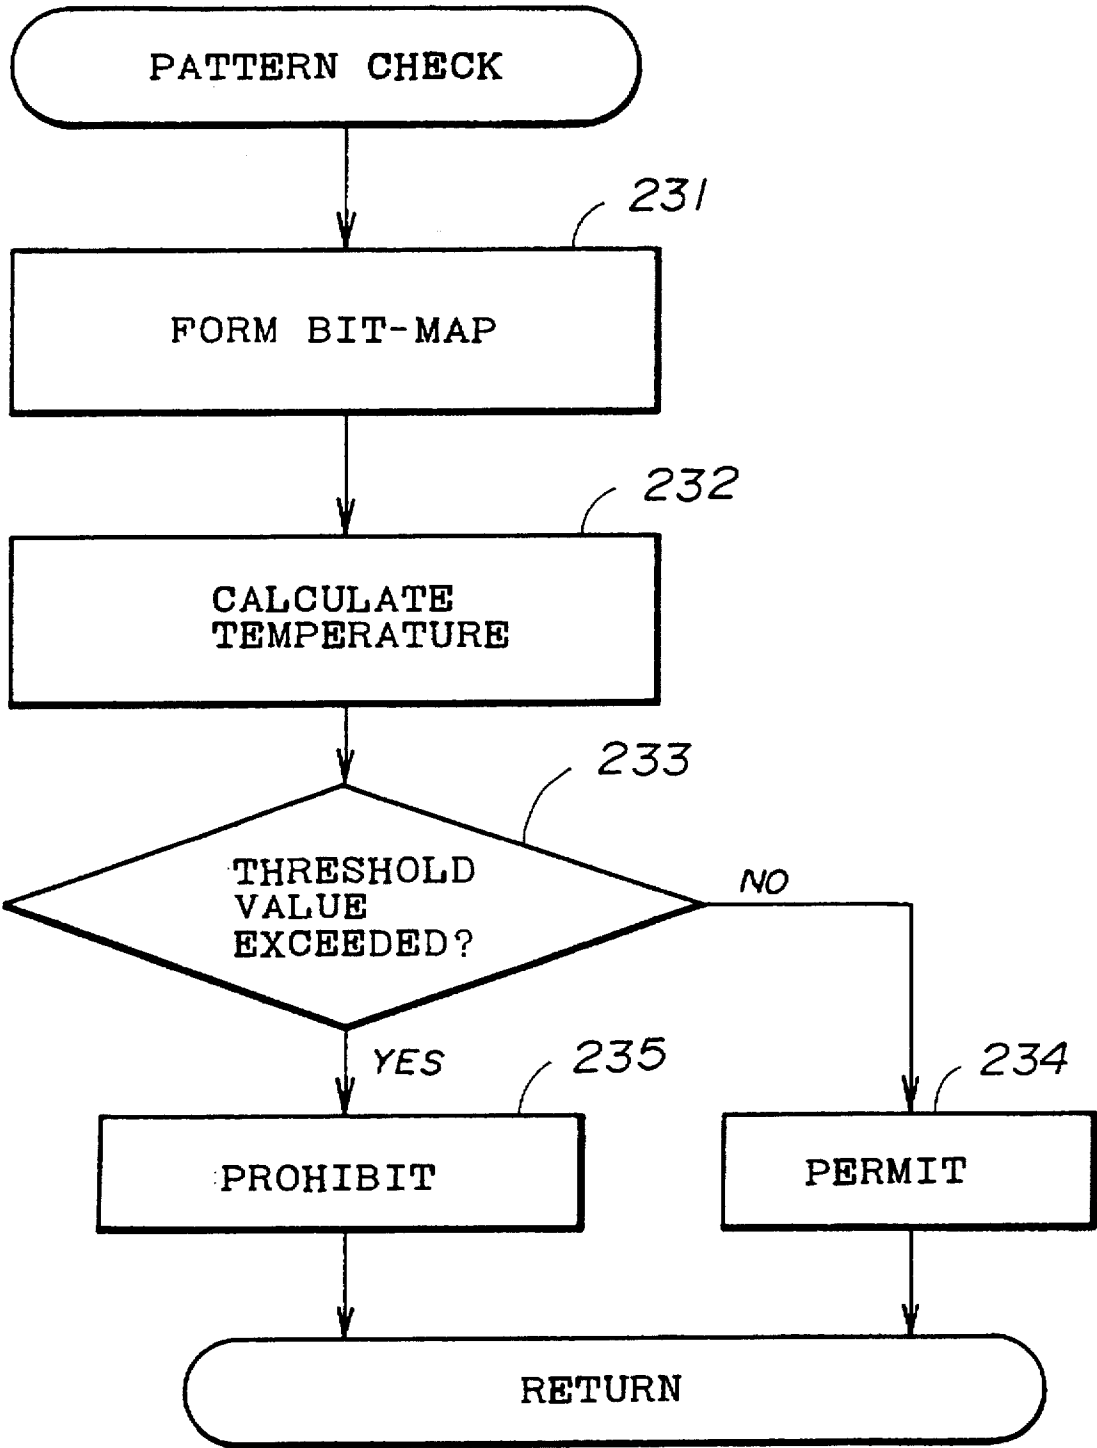 PATTERN CHECK
231
FORM BIT-MAP
232
CALCULATE
TEMPERATURE
233
THRESHOLD
VALUE
EXCEEDED?
NO
YES
235
234
PROHIBIT
PERMIT
RETURN